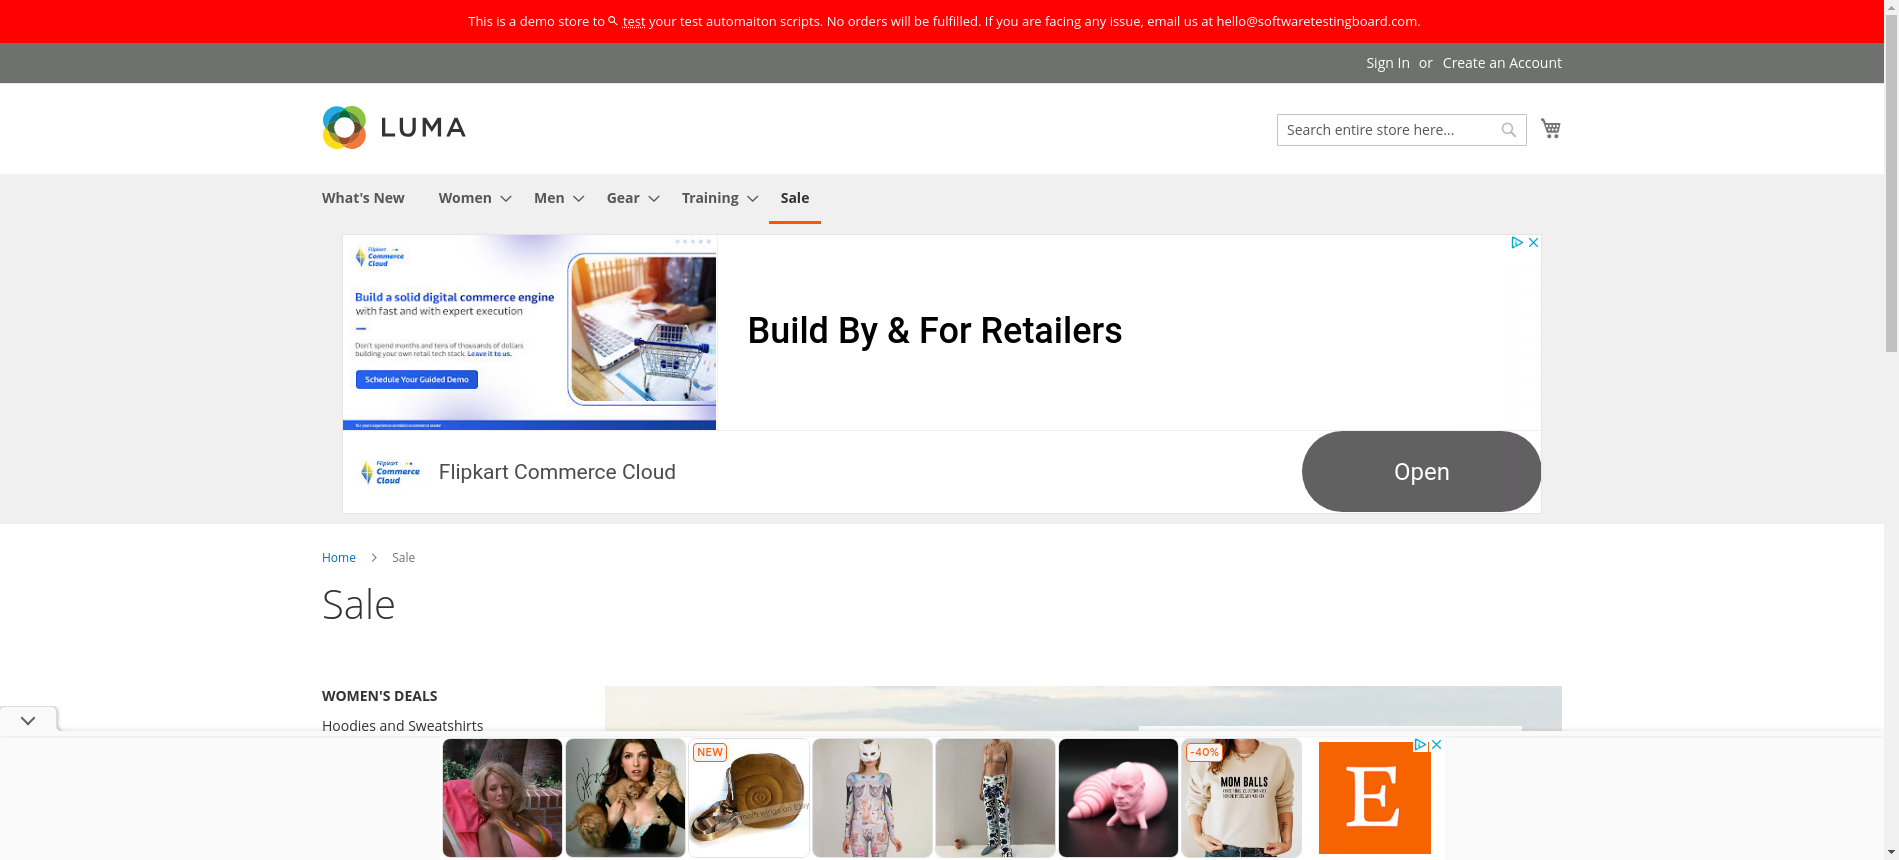 This is a demo store to test your test automaiton scripts. No orders will be fulfilled. If you are facing any issue, email us at hello@softwaretestingboard.com.
Sign In or Create an Account
LUMA
Search entire store here...
What's New Women Men Gear Training Sale
Flipkart
Commerce
Cloud
Build a solid digital commerce engine
with fast and with expert execution
Don't spend months and tens of thousands of dollars
building your own retail tech stack. Leave it to us.
Schedule Your Guided Demo
Build By & For Retailers
Flipkart
Commerce
Cloud
Flipkart Commerce Cloud
Open
Home Sale
Sale
WOMEN'S DEALS
Hoodies and Sweatshirts
NEW
-40%
MOM BALLS
E